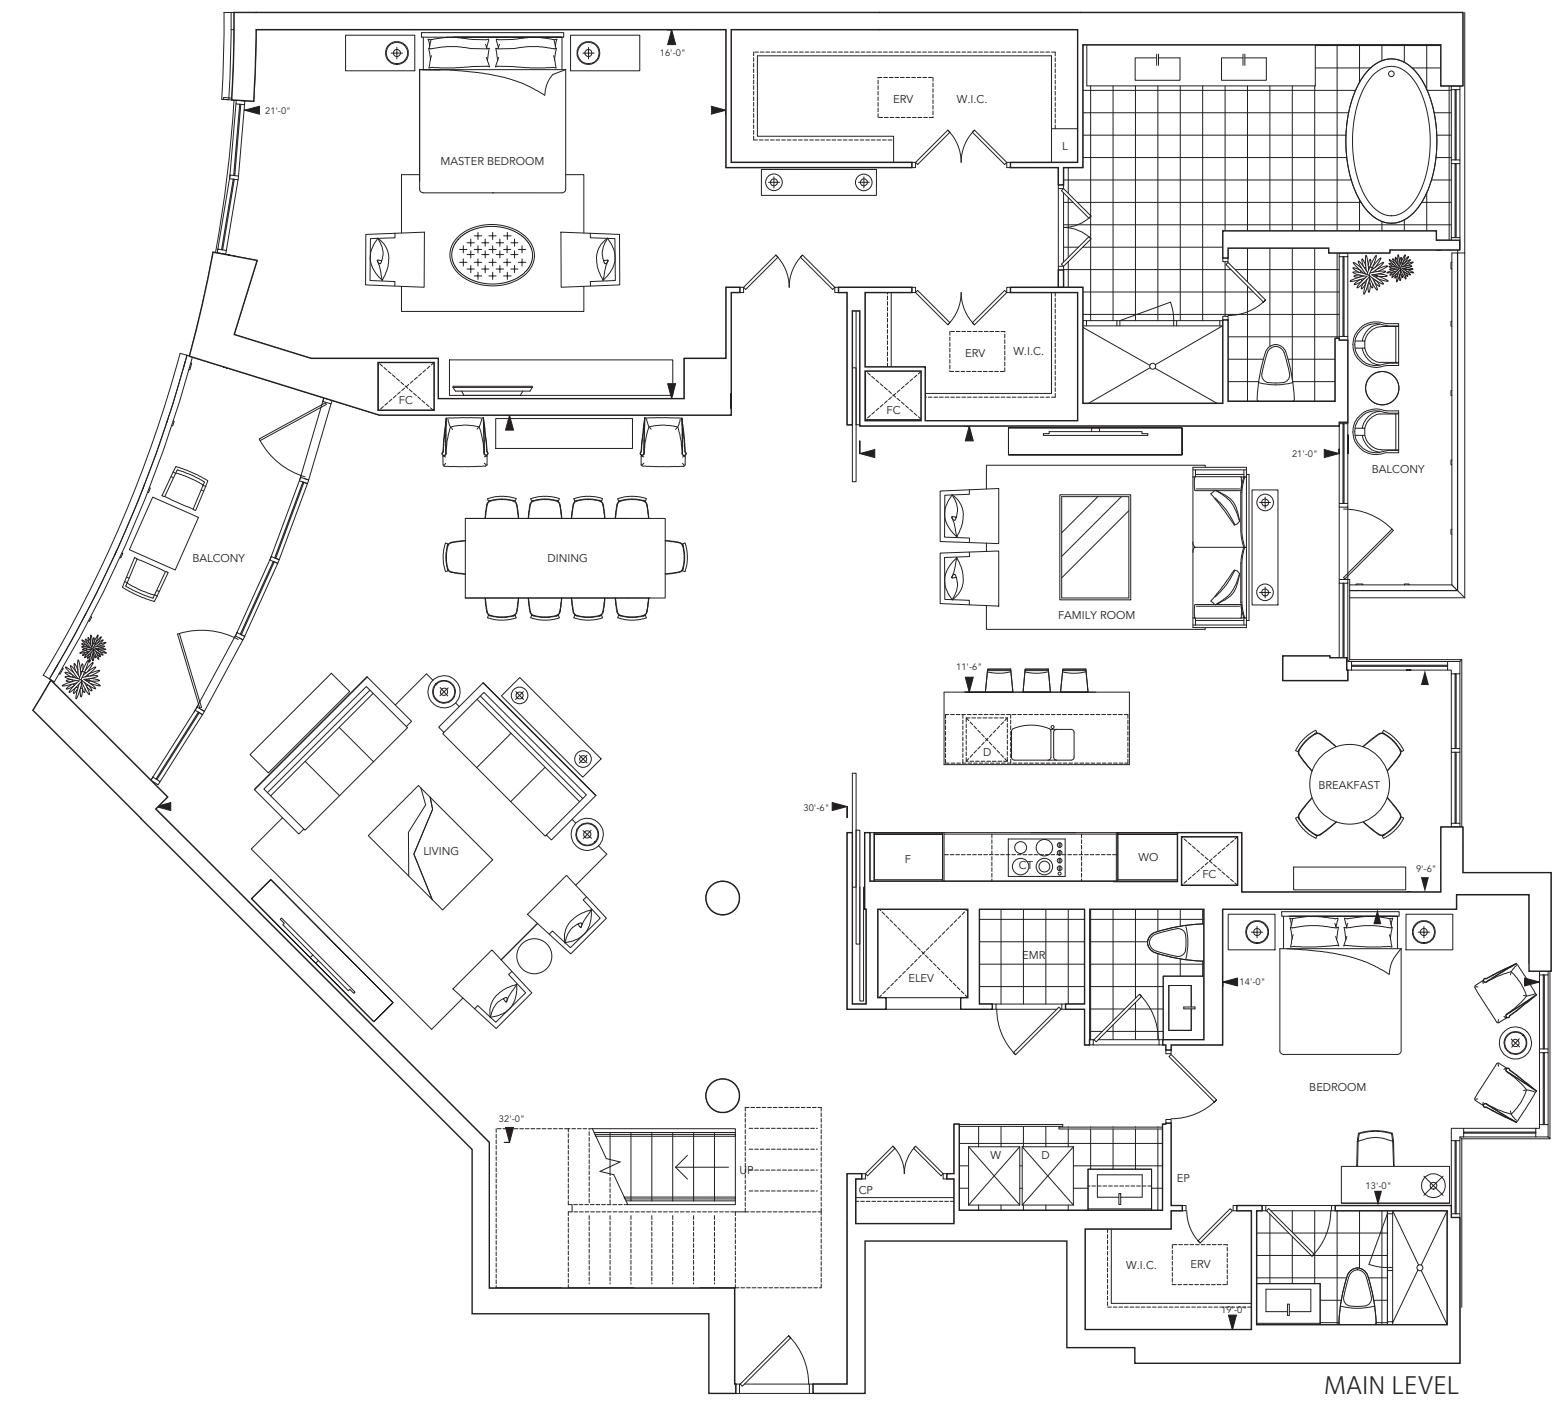 16'-0"
21'-0"
ERV
W.I.C.
L
MASTER BEDROOM
ERV
W.I.C.
FC
FC
21'-0"
BALCONY
BALCONY
DINING
FAMILY ROOM
11'-6"
D
BREAKFAST
30'-6"
LIVING
F
CT
WO
FC
9'-6"
ELEV
EMR
14'-0"
BEDROOM
32'-0"
UP
W
D
CP
EP
13'-0"
W.I.C.
ERV
19'-0"
MAIN LEVEL